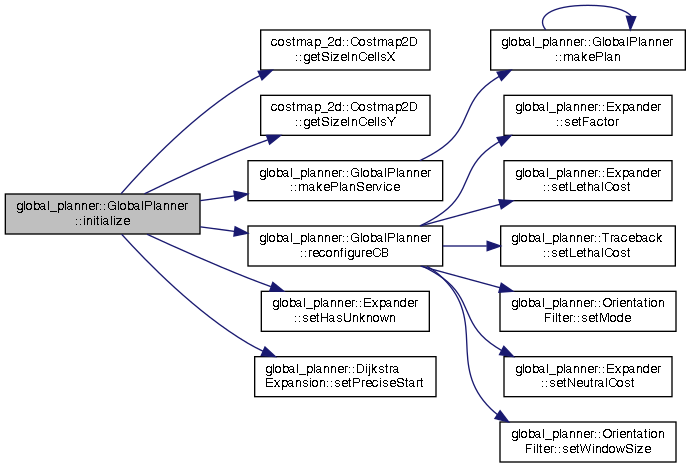 global_planner::GlobalPlanner
::initialize
costmap_2d::Costmap2D
::getSizeInCellsX
costmap_2d::Costmap2D
::getSizeInCellsY
global_planner::GlobalPlanner
::makePlanService
global_planner::GlobalPlanner
::reconfigureCB
global_planner::Expander
::setHasUnknown
global_planner::Dijkstra
Expansion::setPreciseStart
global_planner::GlobalPlanner
::makePlan
global_planner::Expander
::setFactor
global_planner::Expander
::setLethalCost
global_planner::Traceback
::setLethalCost
global_planner::Orientation
Filter::setMode
global_planner::Expander
::setNeutralCost
global_planner::Orientation
Filter::setWindowSize